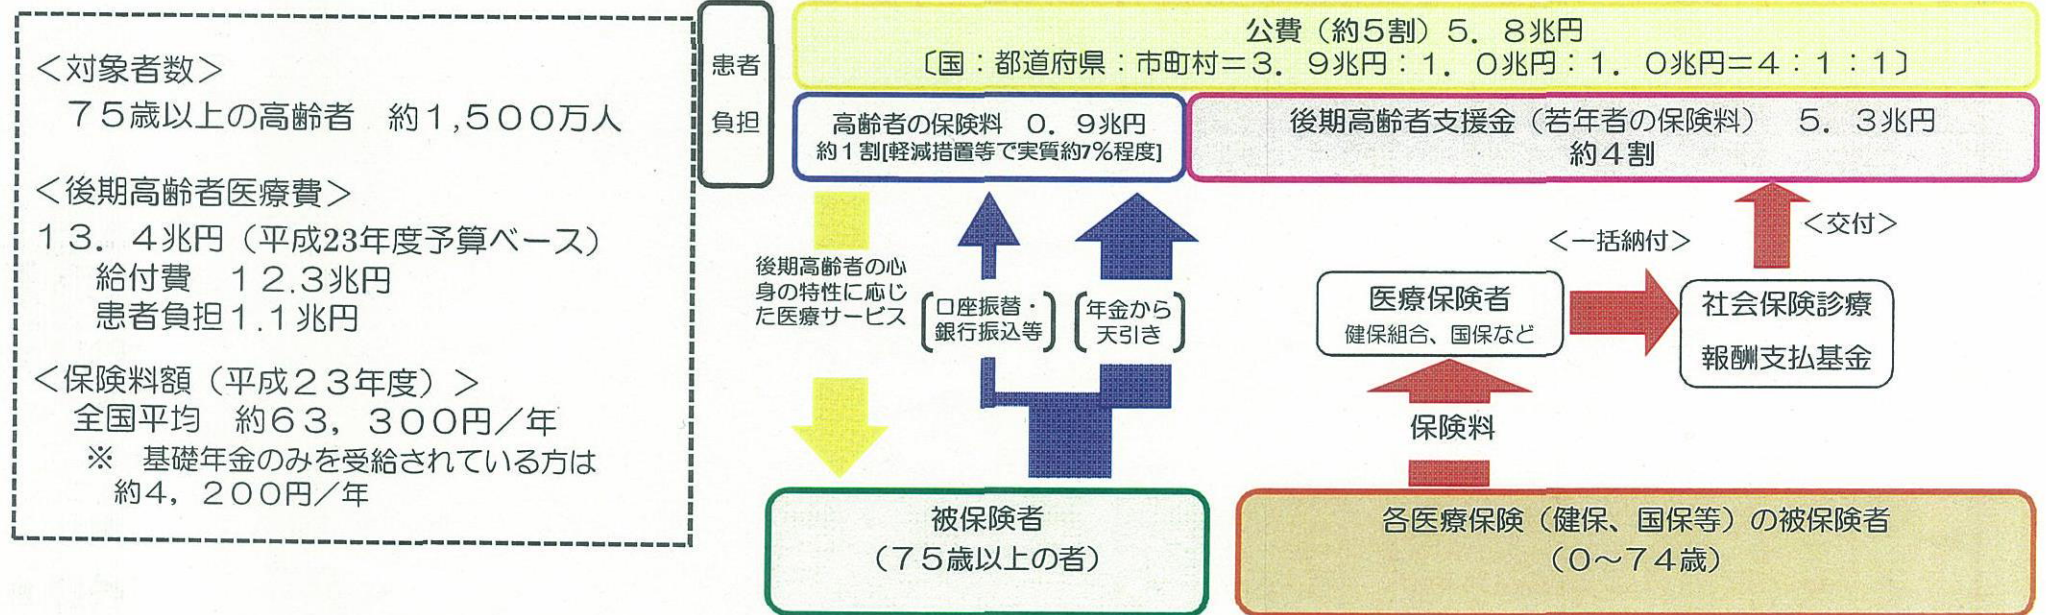 ＜対象者数＞
７５歳以上の高齢者　約１,５００万人
＜後期高齢者医療費＞
１３．４兆円（平成23年度予算ベース）
給付費　１２.３兆円
患者負担１.１兆円
＜保険料額（平成２３年度）＞
全国平均　約６３，３００円／年
※　基礎年金のみを受給されている方は
約４，２００円／年
患者
負担
公費（約５割）５．８兆円
〔国：都道府県：市町村＝３．９兆円：１．０兆円：１．０兆円＝４：１：１〕
高齢者の保険料　０．９兆円
約１割[軽減措置等で実質約7％程度]
後期高齢者支援金（若年者の保険料）　５．３兆円
約４割
後期高齢者の心
身の特性に応じ
た医療サービス
口座振替・
銀行振込等
年金から
天引き
＜一括納付＞
＜交付＞
医療保険者
健保組合、国保など
社会保険診療
報酬支払基金
保険料
被保険者
（７５歳以上の者）
各医療保険（健保、国保等）の被保険者
（０～７４歳）